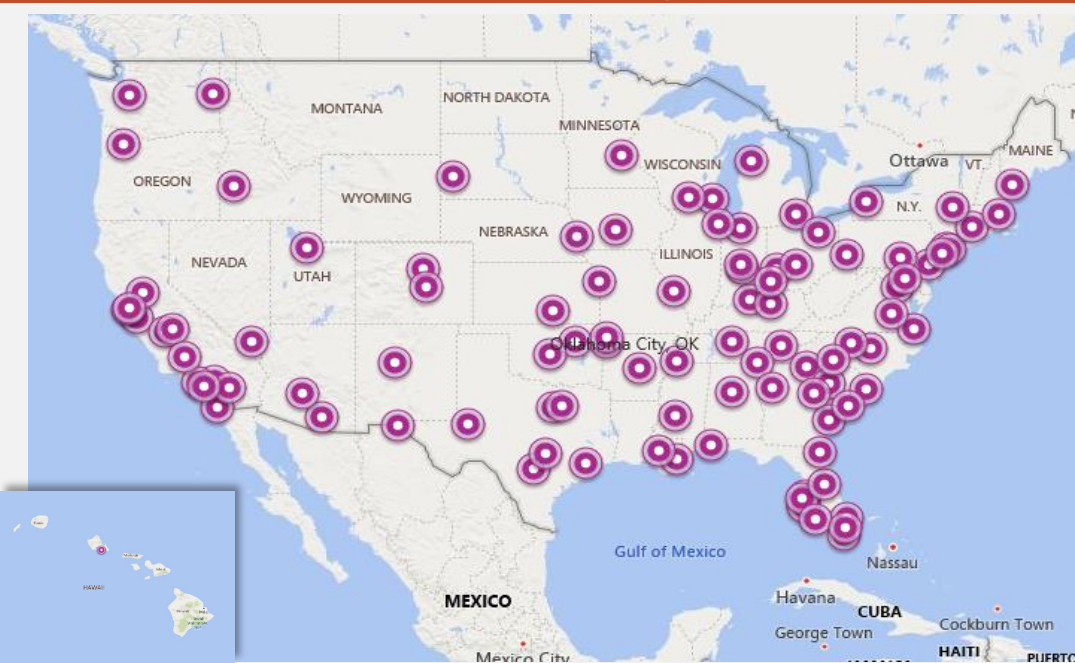 NORTH DAKOTA
MONTANA
MINNESOTA
Ottawa
VT.
MAINE
WISCONSIN
OREGON
WYOMING
N.Y.
NEBRASKA
ILLINOIS
NEVADA
UTAH
Oklahoma City, OK
Gulf of Mexico
Nassau
HAWAII
MEXICO
Havana
CUBA
George Town
Cockburn Town
HAITI
PUERTO
Mexico City